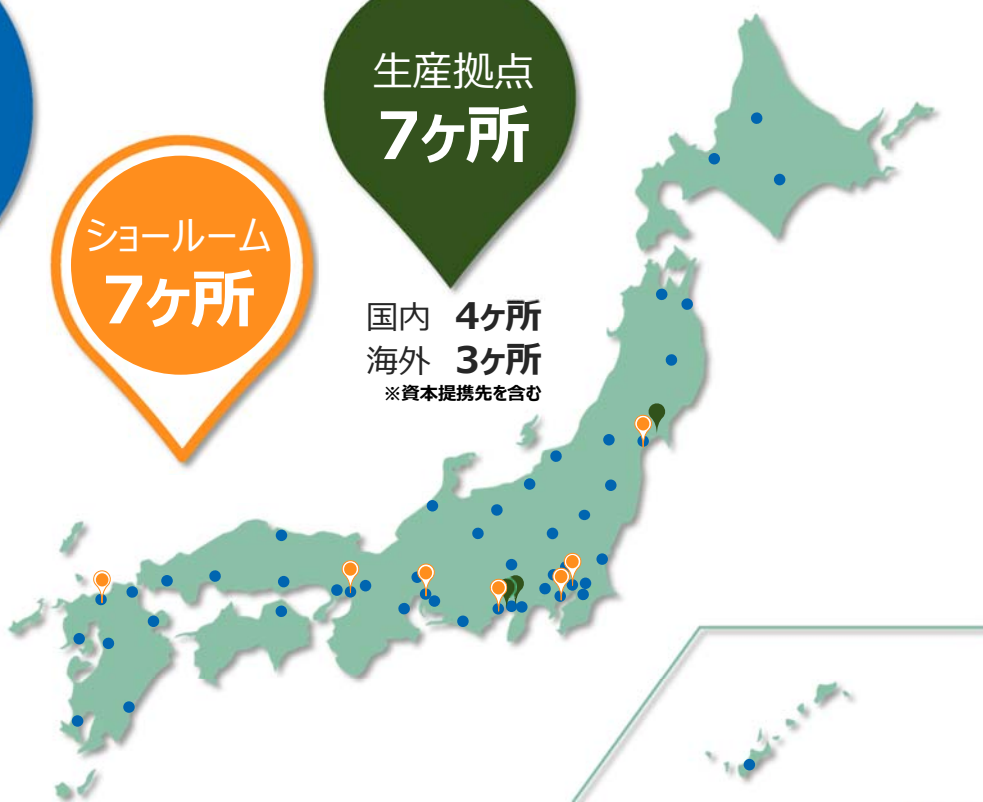 生産拠点
7ヶ所
ショールーム
7ヶ所
国内 4ヶ所
海外 3ヶ所
※資本提携先を含む